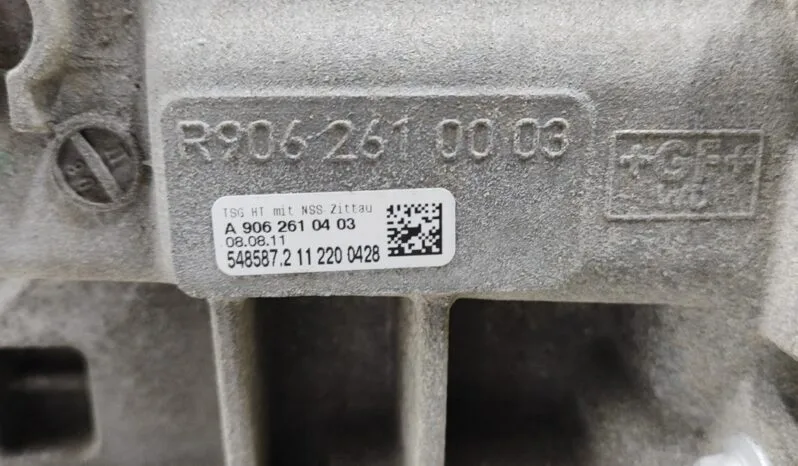 R906 261 00 03
TSG HT mit NSS Zittau
A 906 261 04 03
08.08.11
548587.2 11 220 0428
+GF+